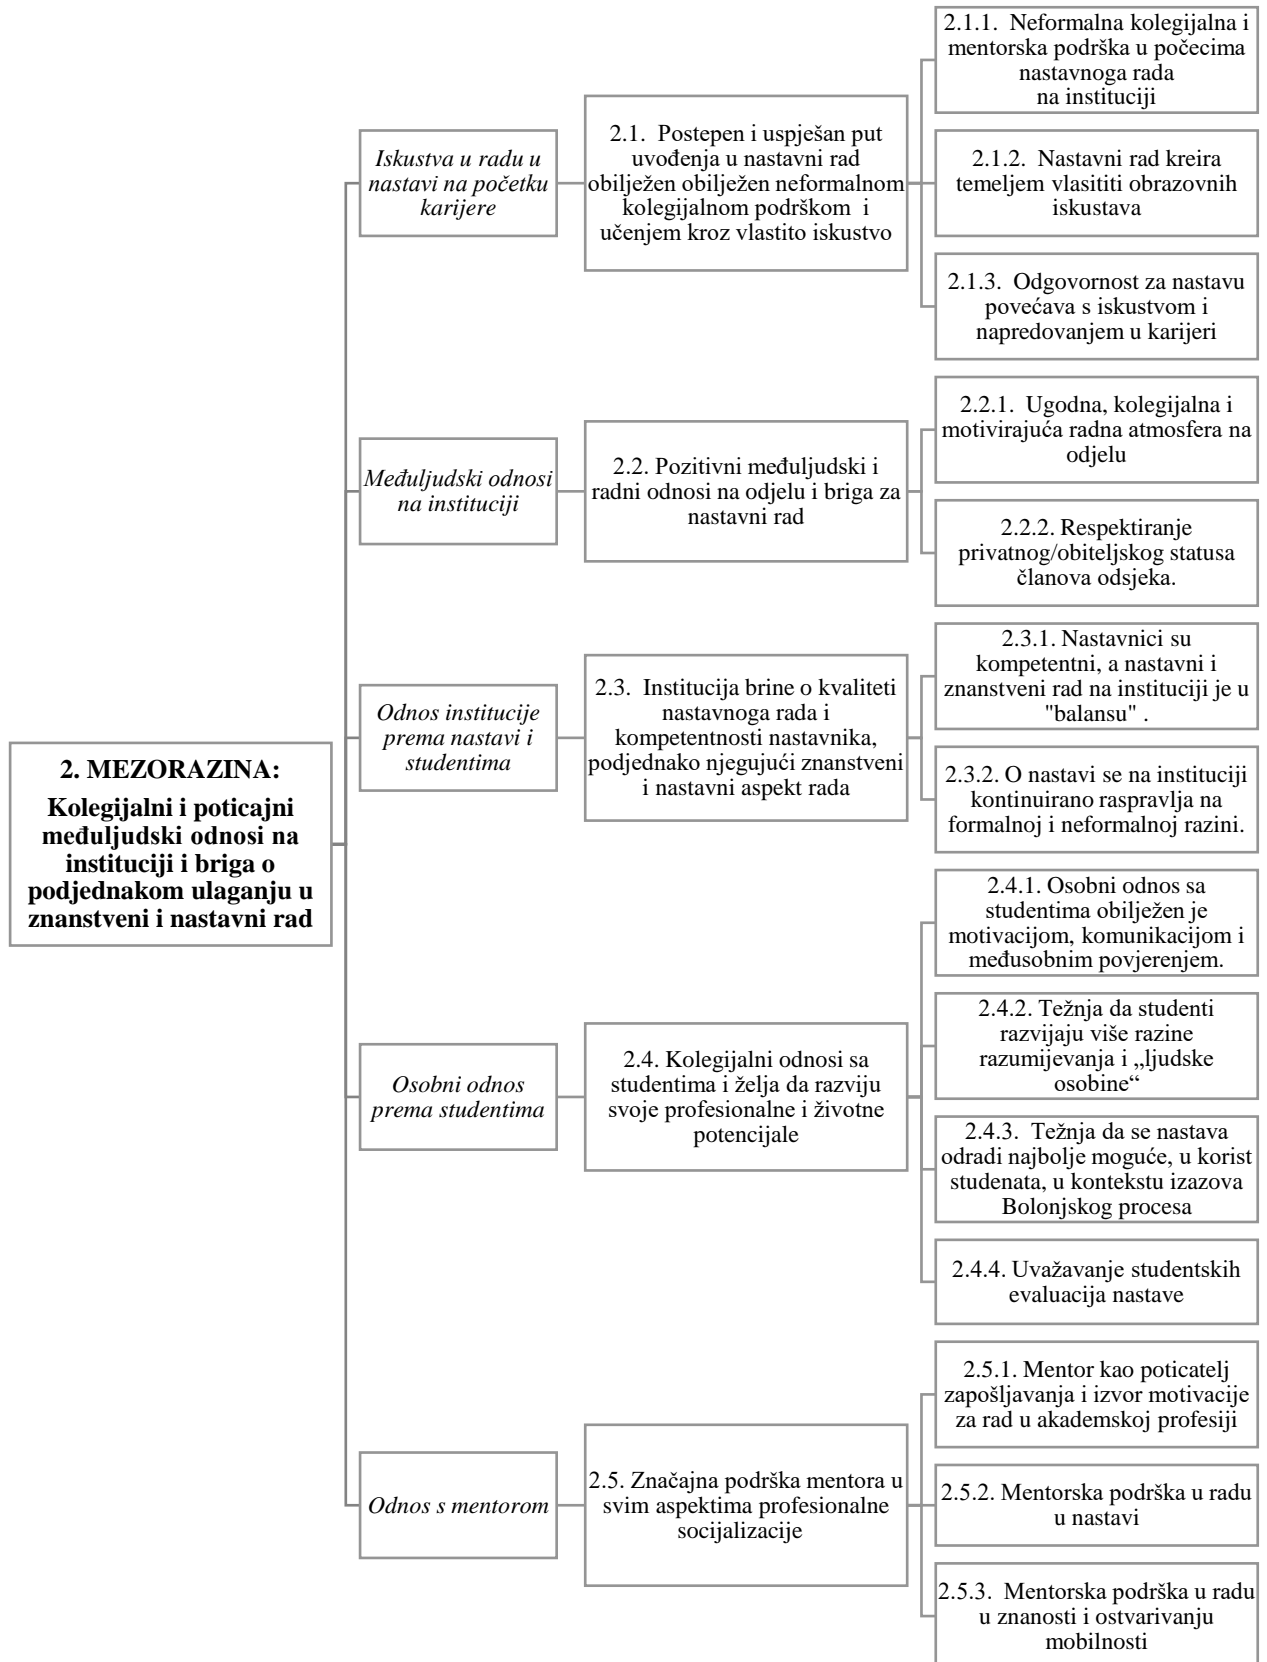 2. MEZORAZINA:
Kolegijalni i poticajni
međuljudski odnosi na
instituciji i briga o
podjednakom ulaganju u
znanstveni i nastavni rad
Iskustva u radu u
nastavi na početku
karijere
2.1.  Postepen i uspješan put
uvođenja u nastavni rad
obilježen obilježen neformalnom
kolegijalnom podrškom  i
učenjem kroz vlastito iskustvo
2.1.1.  Neformalna kolegijalna i
mentorska podrška u počecima
nastavnoga rada
na instituciji
2.1.2.  Nastavni rad kreira
temeljem vlasititi obrazovnih
iskustava
2.1.3.  Odgovornost za nastavu
povećava s iskustvom i
napredovanjem u karijeri
Međuljudski odnosi
na instituciji
2.2. Pozitivni međuljudski i
radni odnosi na odjelu i briga za
nastavni rad
2.2.1.  Ugodna, kolegijalna i
motivirajuća radna atmosfera na
odjelu
2.2.2. Respektiranje
privatnog/obiteljskog statusa
članova odsjeka.
Odnos institucije
prema nastavi i
studentima
2.3.  Institucija brine o kvaliteti
nastavnoga rada i
kompetentnosti nastavnika,
podjednako njegujući znanstveni
i nastavni aspekt rada
2.3.1. Nastavnici su
kompetentni, a nastavni i
znanstveni rad na instituciji je u
"balansu" .
2.3.2. O nastavi se na instituciji
kontinuirano raspravlja na
formalnoj i neformalnoj razini.
Osobni odnos
prema studentima
2.4. Kolegijalni odnosi sa
studentima i želja da razviju
svoje profesionalne i životne
potencijale
2.4.1. Osobni odnos sa
studentima obilježen je
motivacijom, komunikacijom i
međusobnim povjerenjem.
2.4.2. Težnja da studenti
razvijaju više razine
razumijevanja i „ljudske
osobine“
2.4.3.  Težnja da se nastava
odradi najbolje moguće, u korist
studenata, u kontekstu izazova
Bolonjskog procesa
2.4.4. Uvažavanje studentskih
evaluacija nastave
Odnos s mentorom
2.5. Značajna podrška mentora u
svim aspektima profesionalne
socijalizacije
2.5.1. Mentor kao poticatelj
zapošljavanja i izvor motivacije
za rad u akademskoj profesiji
2.5.2. Mentorska podrška u radu
u nastavi
2.5.3.  Mentorska podrška u radu
u znanosti i ostvarivanju
mobilnosti